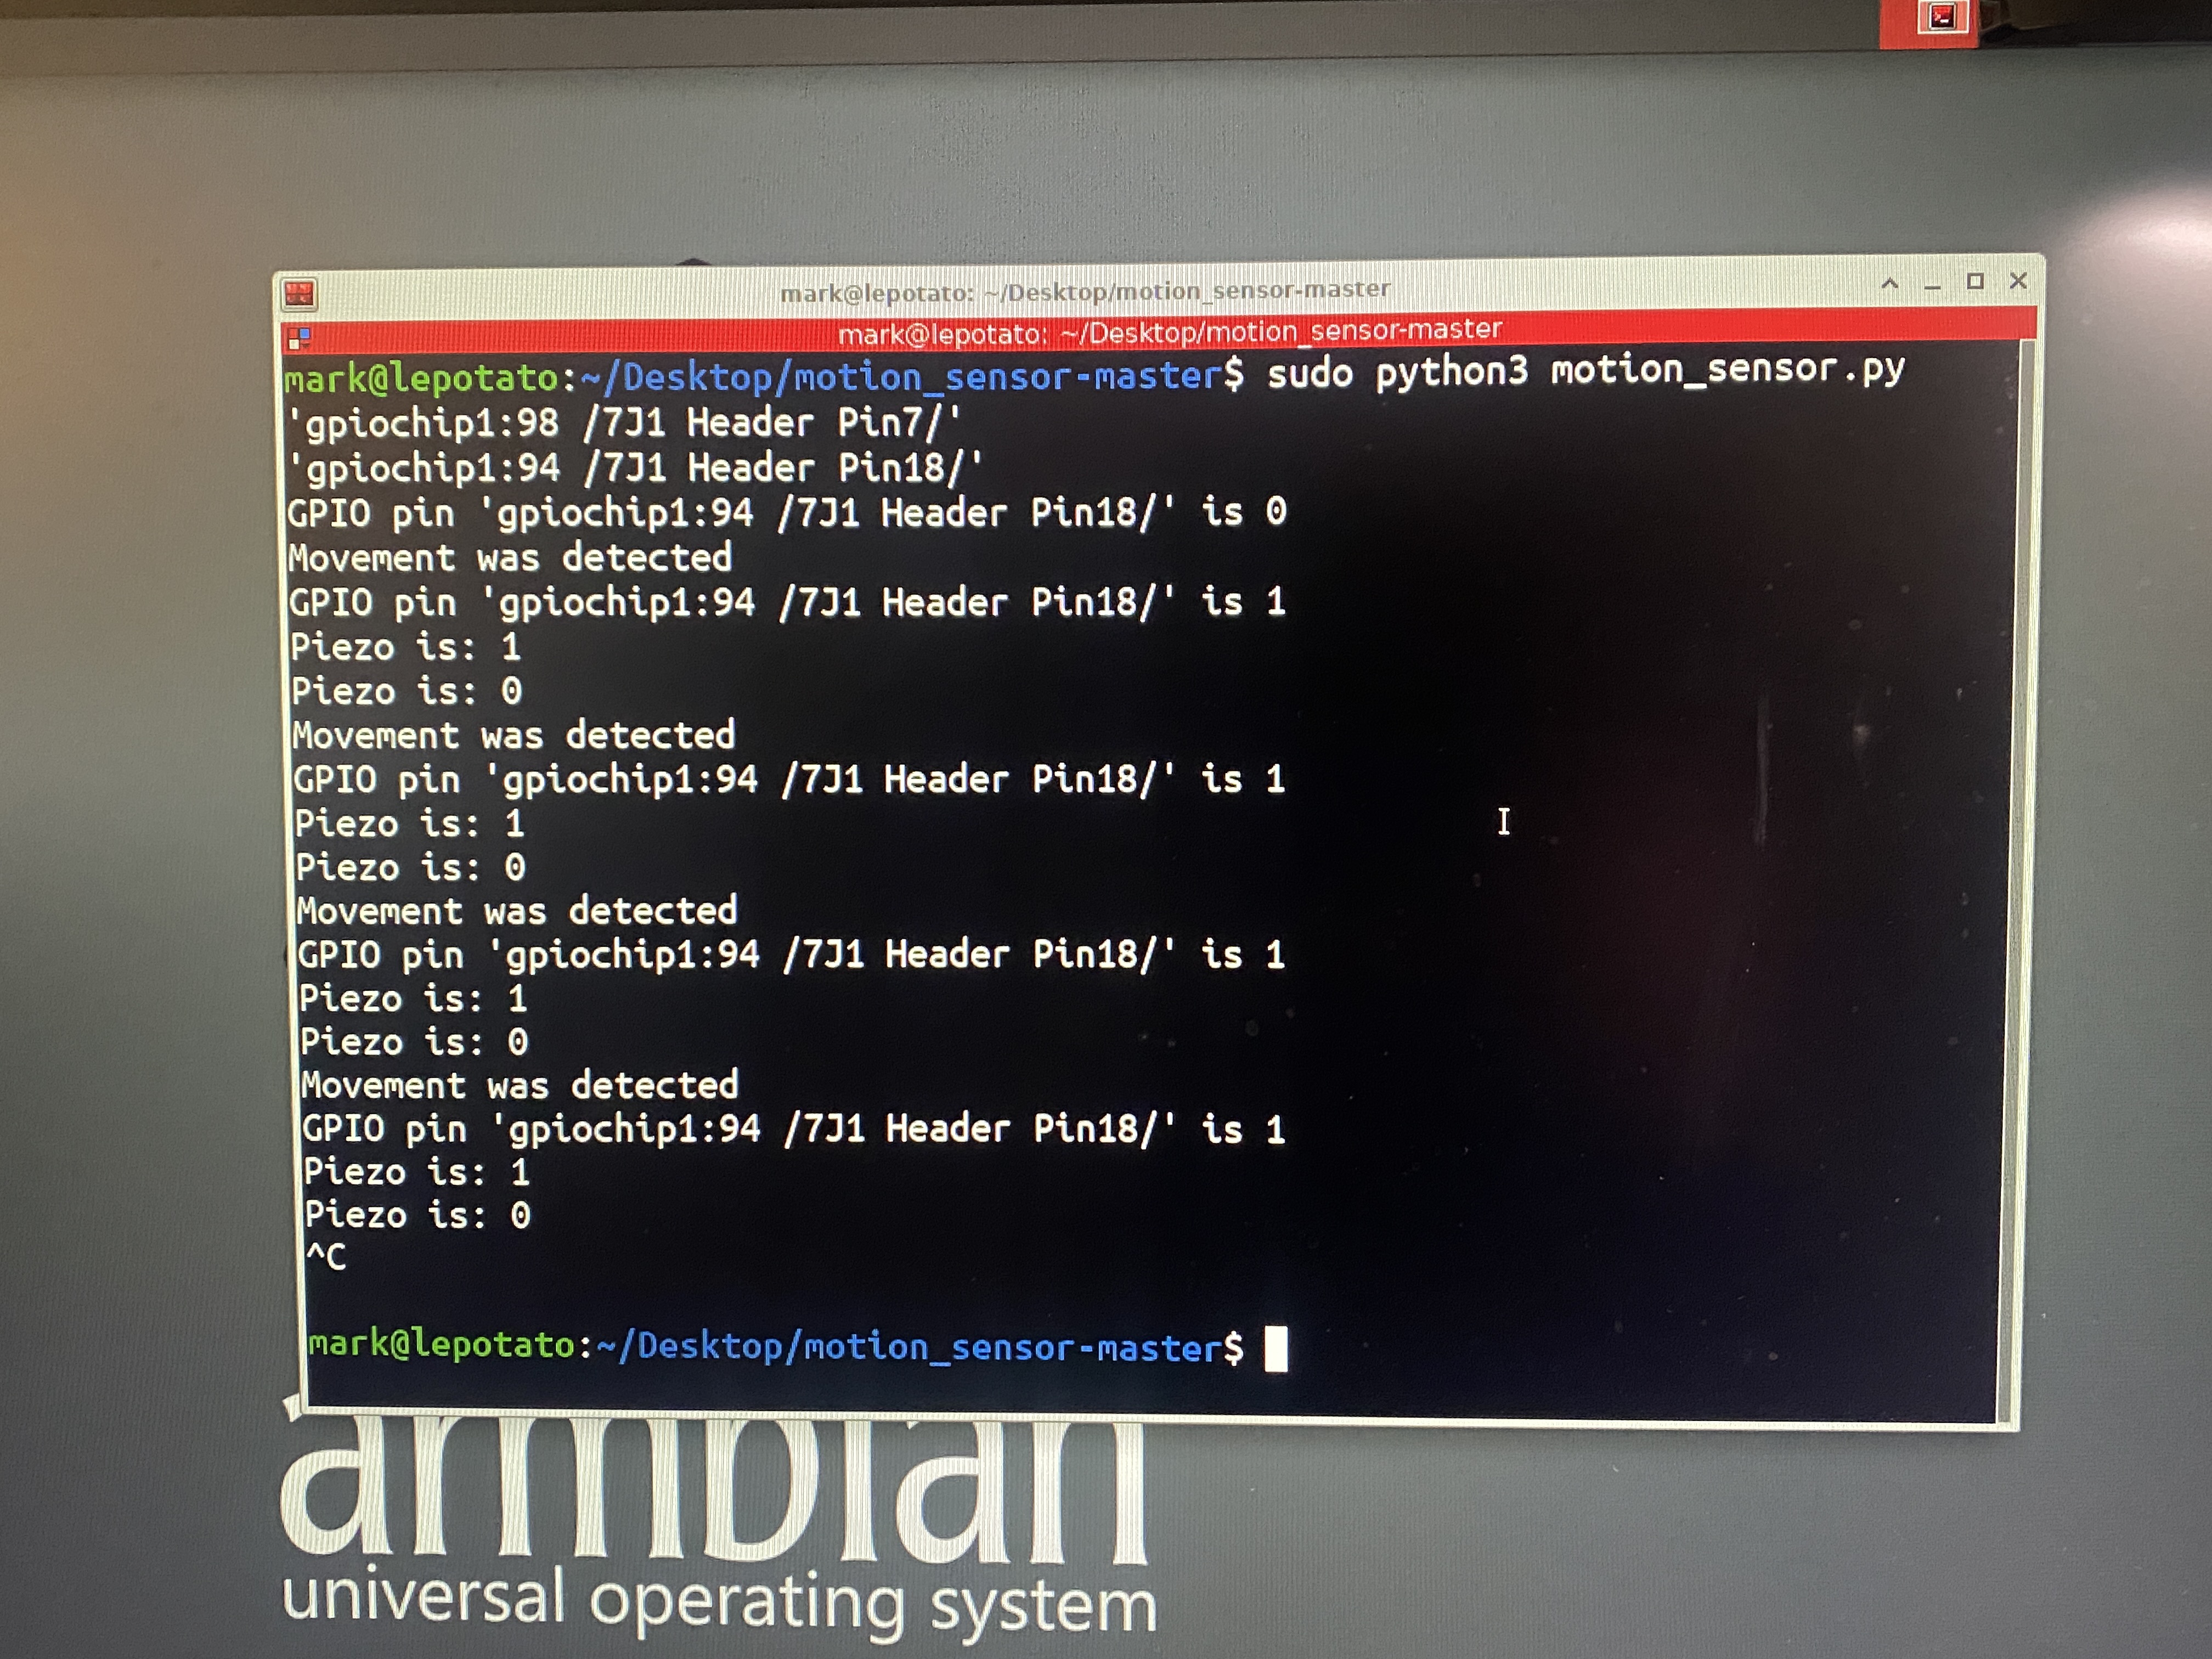 mark@lepotato: ~/Desktop/motion_sensor-master
mark@lepotato: ~/Desktop/motion_sensor-master
mark@lepotato:~/Desktop/motion_sensor-master$ sudo python3 motion_sensor.py
'gpiochip1:98 /7J1 Header Pin7/'
'gpiochip1:94 /7J1 Header Pin18/'
GPIO pin 'gpiochip1:94 /7J1 Header Pin18/' is 0
Movement was detected
GPIO pin 'gpiochip1:94 /7J1 Header Pin18/' is 1
Piezo is: 1
Piezo is: 0
Movement was detected
GPIO pin 'gpiochip1:94 /7J1 Header Pin18/' is 1
Piezo is: 1
Piezo is: 0
Movement was detected
GPIO pin 'gpiochip1:94 /7J1 Header Pin18/' is 1
Piezo is: 1
Piezo is: 0
Movement was detected
GPIO pin 'gpiochip1:94 /7J1 Header Pin18/' is 1
Piezo is: 1
Piezo is: 0
^C
mark@lepotato:~/Desktop/motion_sensor-master$
armbian
universal operating system